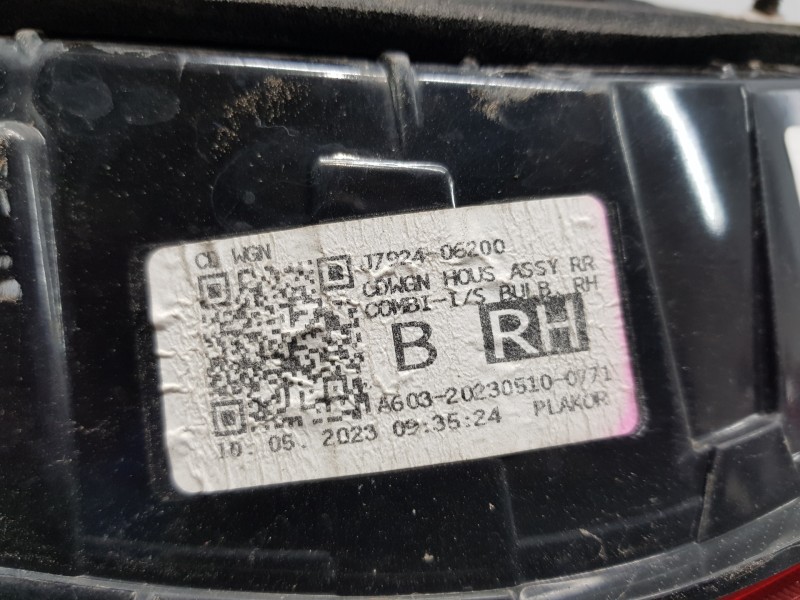 CD WGN
J7924-06200
CDWGN HOUS ASSY RR
COMBI-I/S BULB, RH
B RH
A603-20230510-0771
10. 05. 2023 09:35:24 PLAKOR